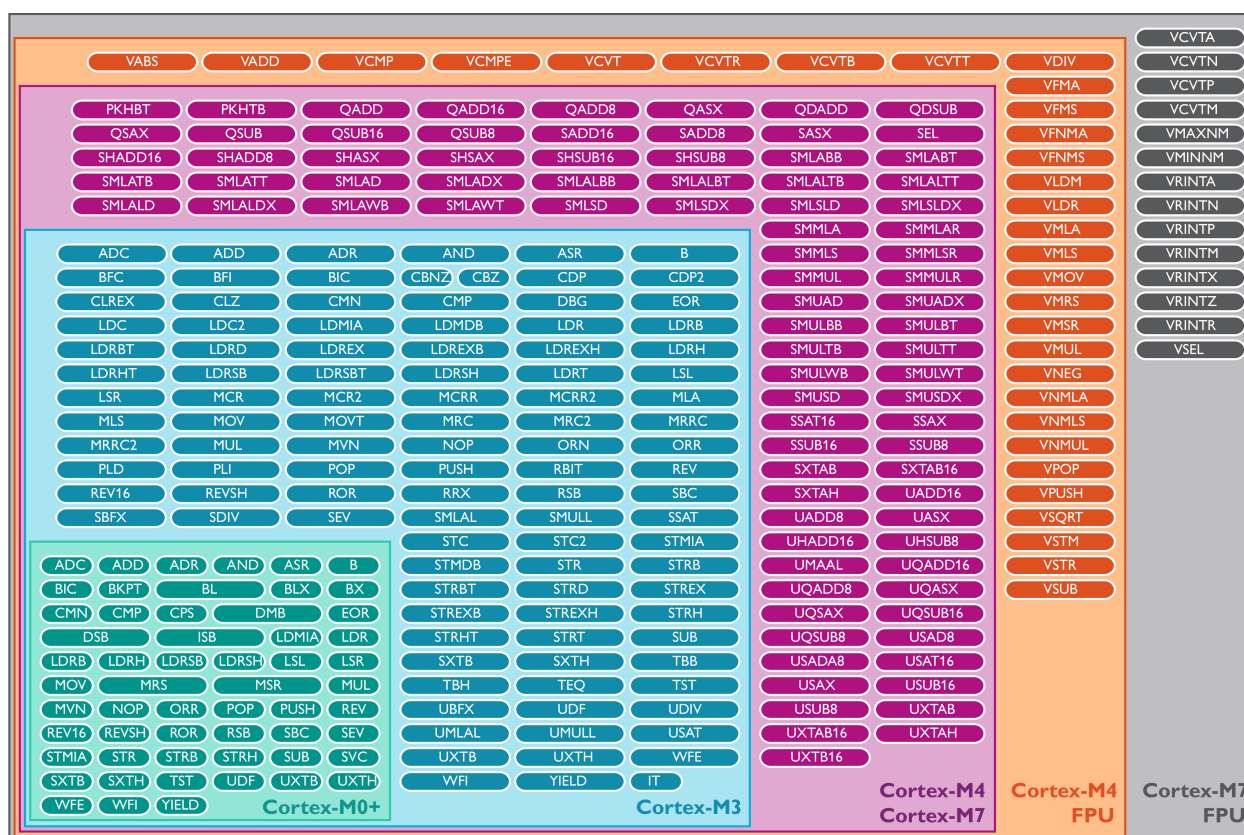 VCVTA
VABS VADD VCMP VCMPE VCVT VCVTR VCVTB VCVTT VDIV VCVTN
VFMA VCVTP
PKHBT PKHTB QADD QADD16 QADD8 QASX QDADD QDSUB VFMS VCVTM
QSAX QSUB QSUB16 QSUB8 SADD16 SADD8 SASX SEL VFNMA VMAXNM
SHADD16 SHADD8 SHASX SHSAX SHSUB16 SHSUB8 SMLABB SMLABT VFNMS VMINNM
SMLATB SMLATT SMLAD SMLADX SMLALBB SMLALBT SMLALTB SMLALTT VLDM VRINTA
SMLALD SMLALDX SMLAWB SMLAWT SMLSD SMLSDX SMLSLD SMLSLDX VLDR VRINTN
SMMLA SMMLAR VMLA VRINTP
ADC ADD ADR AND ASR B SMMLS SMMLSR VMLS VRINTM
BFC BFI BIC CBNZ CBZ CDP CDP2 SMMUL SMMULR VMOV VRINTX
CLREX CLZ CMN CMP DBG EOR SMUAD SMUADX VMRS VRINTZ
LDC LDC2 LDMIA LDMDB LDR LDRB SMULBB SMULBT VMSR VRINTR
LDRBT LDRD LDREX LDREXB LDREXH LDRH SMULTB SMULTT VMUL VSEL
LDRHT LDRSB LDRSBT LDRSH LDRT LSL SMULWB SMULWT VNEG
LSR MCR MCR2 MCRR MCRR2 MLA SMUSD SMUSDX VNMLA
MLS MOV MOVT MRC MRC2 MRRC SSAT16 SSAX VNMLS
MRRC2 MUL MVN NOP ORN ORR SSUB16 SSUB8 VNMUL
PLD PLI POP PUSH RBIT REV SXTAB SXTAB16 VPOP
REV16 REVSH ROR RRX RSB SBC SXTAH UADD16 VPUSH
SBFX SDIV SEV SMLAL SMULL SSAT UADD8 UASX VSQRT
STC STC2 STMIA UHADD16 UHSUB8 VSTM
ADC ADD ADR AND ASR B STMDB STR STRB UMAAL UQADD16 VSTR
BIC BKPT BL BLX BX STRBT STRD STREX UQADD8 UQASX VSUB
CMN CMP CPS DMB EOR STREXB STREXH STRH UQSAX UQSUB16
DSB ISB LDMIA LDR STRHT STRT SUB UQSUB8 USAD8
LDRB LDRH LDRSB LDRSH LSL LSR SXTB SXTH TBB USADA8 USAT16
MOV MRS MSR MUL TBH TEQ TST USAX USUB16
MVN NOP ORR POP PUSH REV UBFX UDF UDIV USUB8 UXTAB
REV16 REVSH ROR RSB SBC SEV UMLAL UMULL USAT UXTAB16 UXTAH
STMIA STR STRB STRH SUB SVC UXTB UXTH WFE UXTB16
SXTB SXTH TST UDF UXTB UXTH WFI YIELD IT Cortex-M4 Cortex-M4 Cortex-M7
WFE WFI YIELD Cortex-M0+ Cortex-M3 Cortex-M7 FPU FPU